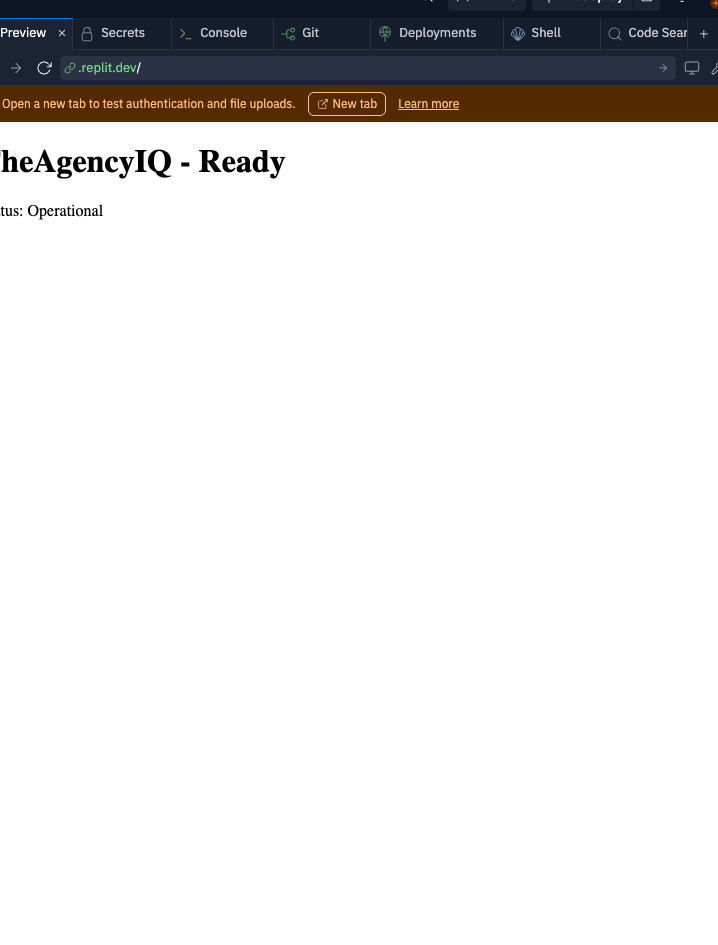 Preview × Secrets >_ Console Git Deployments Shell Code Sear +
.replit.dev/
Open a new tab to test authentication and file uploads. New tab Learn more
heAgencyIQ - Ready
tus: Operational